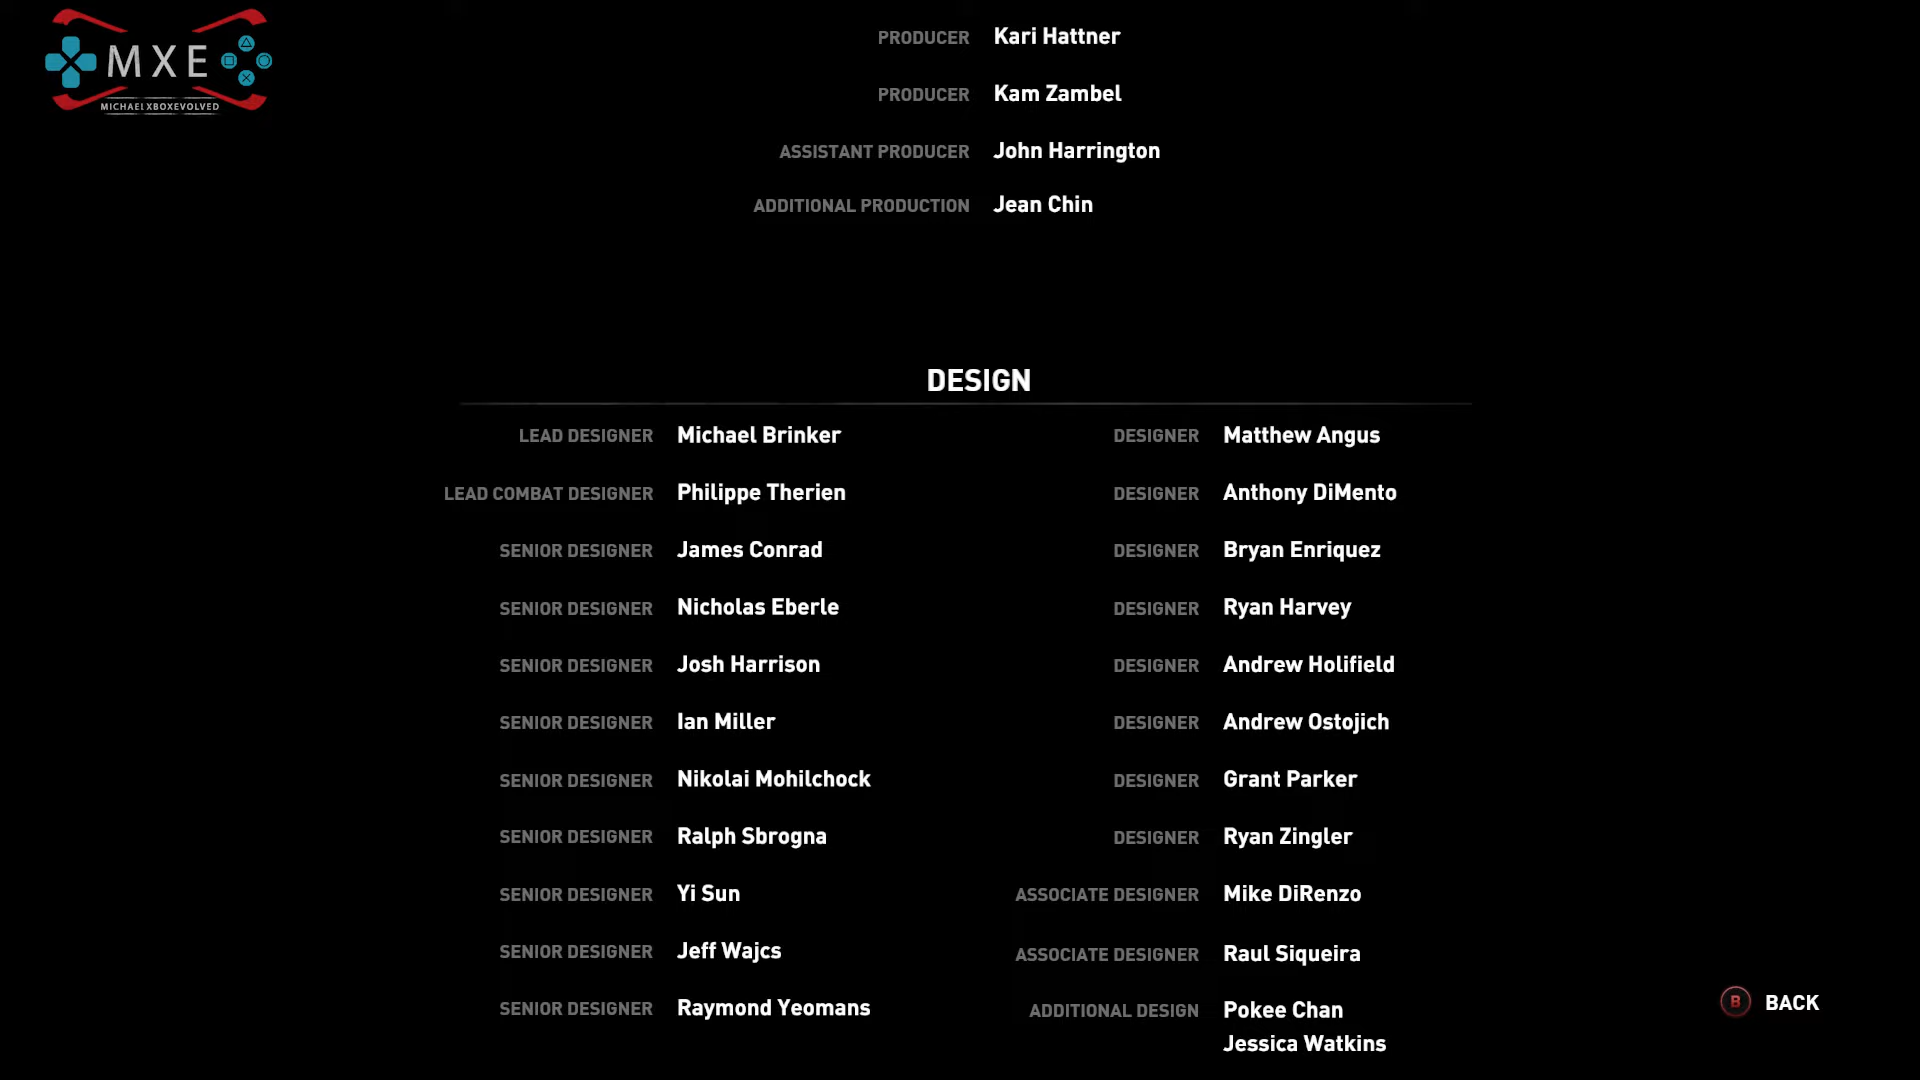 MXE
MICHAELXBOXEVOLVED
PRODUCER Kari Hattner
PRODUCER Kam Zambel
ASSISTANT PRODUCER John Harrington
ADDITIONAL PRODUCTION Jean Chin
DESIGN
LEAD DESIGNER Michael Brinker
LEAD COMBAT DESIGNER Philippe Therien
SENIOR DESIGNER James Conrad
SENIOR DESIGNER Nicholas Eberle
SENIOR DESIGNER Josh Harrison
SENIOR DESIGNER Ian Miller
SENIOR DESIGNER Nikolai Mohilchock
SENIOR DESIGNER Ralph Sbrogna
SENIOR DESIGNER Yi Sun
SENIOR DESIGNER Jeff Wajcs
SENIOR DESIGNER Raymond Yeomans
DESIGNER Matthew Angus
DESIGNER Anthony DiMento
DESIGNER Bryan Enriquez
DESIGNER Ryan Harvey
DESIGNER Andrew Holifield
DESIGNER Andrew Ostojich
DESIGNER Grant Parker
DESIGNER Ryan Zingler
ASSOCIATE DESIGNER Mike DiRenzo
ASSOCIATE DESIGNER Raul Siqueira
ADDITIONAL DESIGN Pokee Chan
Jessica Watkins
B BACK